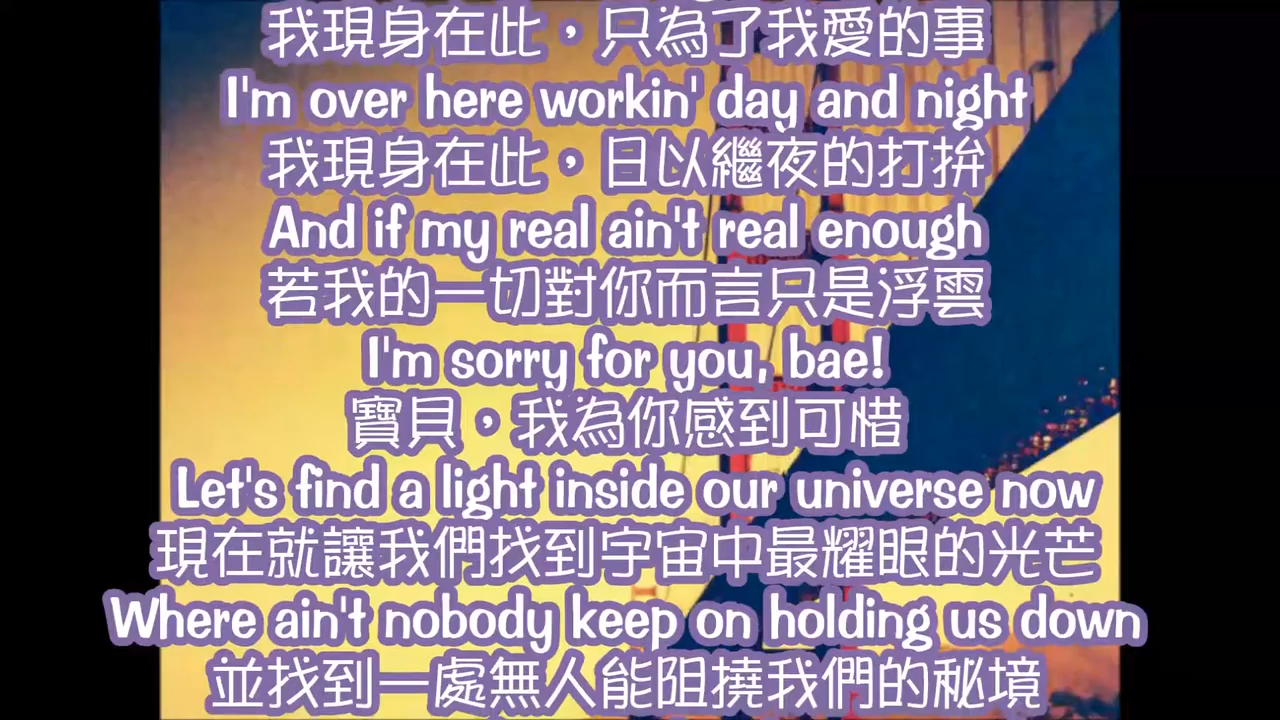 我現身在此，只為了我愛的事
I'm over here workin' day and night
我現身在此，日以繼夜的打拚
And if my real ain't real enough
若我的一切對你而言只是浮雲
I'm sorry for you, bae!
寶貝，我為你感到可惜
Let's find a light inside our universe now
現在就讓我們找到宇宙中最耀眼的光芒
Where ain't nobody keep on holding us down
並找到一處無人能阻撓我們的秘境